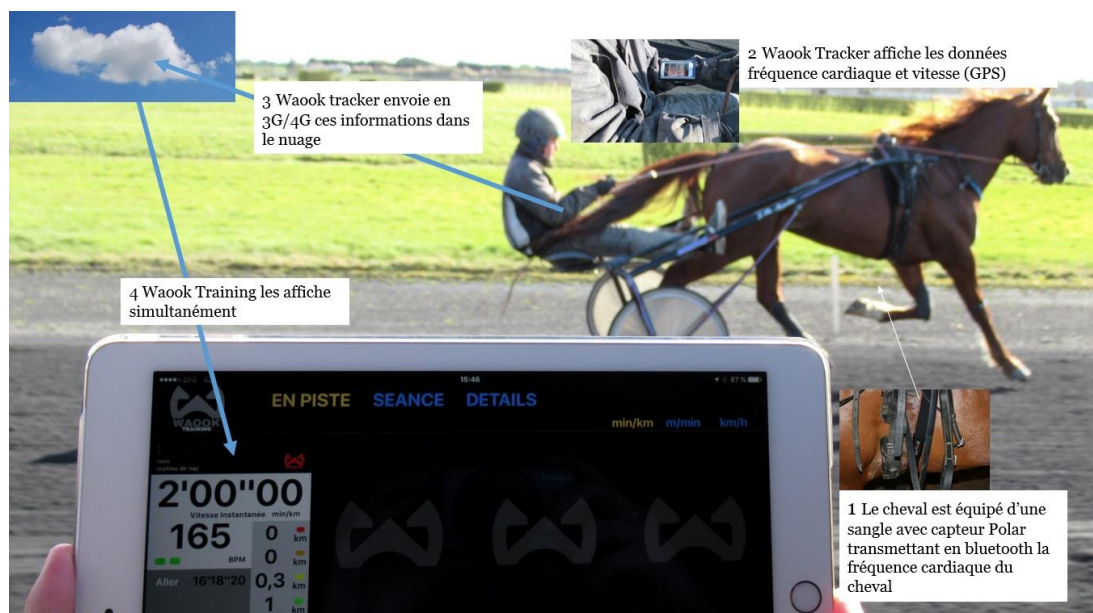 2 Waook Tracker affiche les données
fréquence cardiaque et vitesse (GPS)
3 Waook tracker envoie en
3G/4G ces informations dans
le nuage
4 Waook Training les affiche
simultanément
15:46
87 %
WAOOK
TRAINING
EN PISTE SEANCE DETAILS
min/km m/min km/h
2'00"00
Vitesse instantanée min/km
165
BPM
0 km
0 km
0,3 km
1 km
Aller 16'18"20
1 Le cheval est équipé d'une
sangle avec capteur Polar
transmettant en bluetooth la
fréquence cardiaque du
cheval